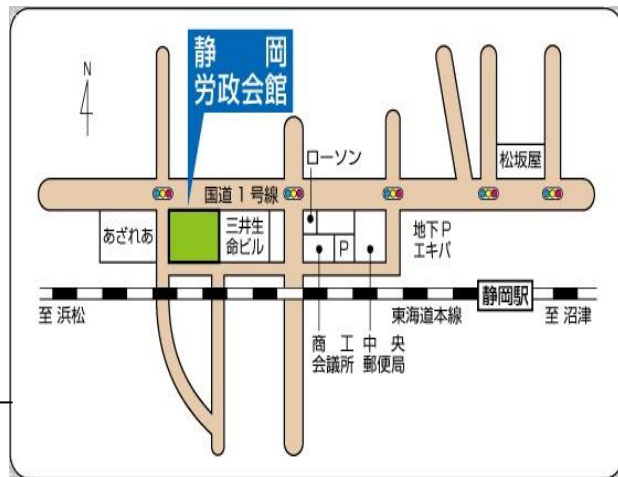 静 岡
労政会館
N
ローソン
松坂屋
国道1号線
あざれあ
三井生
命ビル
P
地下P
エキパ
静岡駅
至 浜松
東海道本線
至 沼津
商 工
会議所
中 央
郵便局